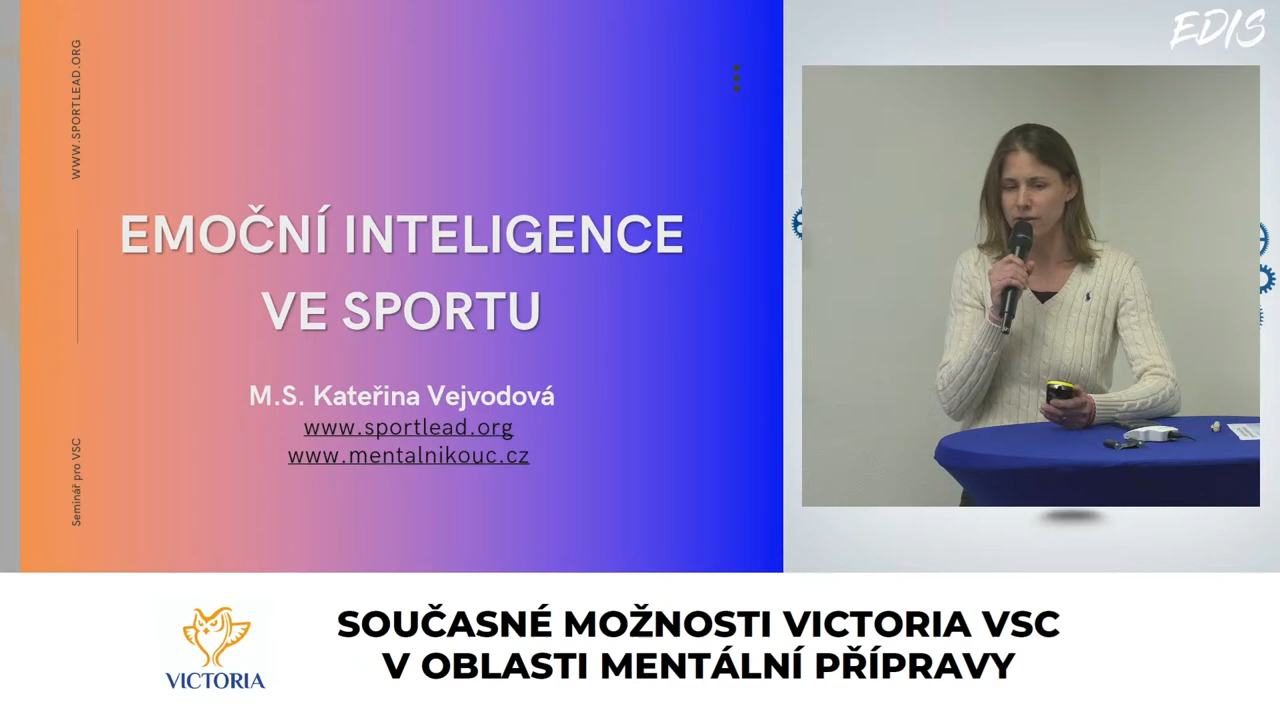 WWW.SPORTLEAD.ORG
Seminář pro VSC
EMOČNÍ INTELIGENCE
VE SPORTU
M.S. Kateřina Vejvodová
www.sportlead.org
www.mentalnikouc.cz
EDIS
VICTORIA
SOUČASNÉ MOŽNOSTI VICTORIA VSC
V OBLASTI MENTÁLNÍ PŘÍPRAVY